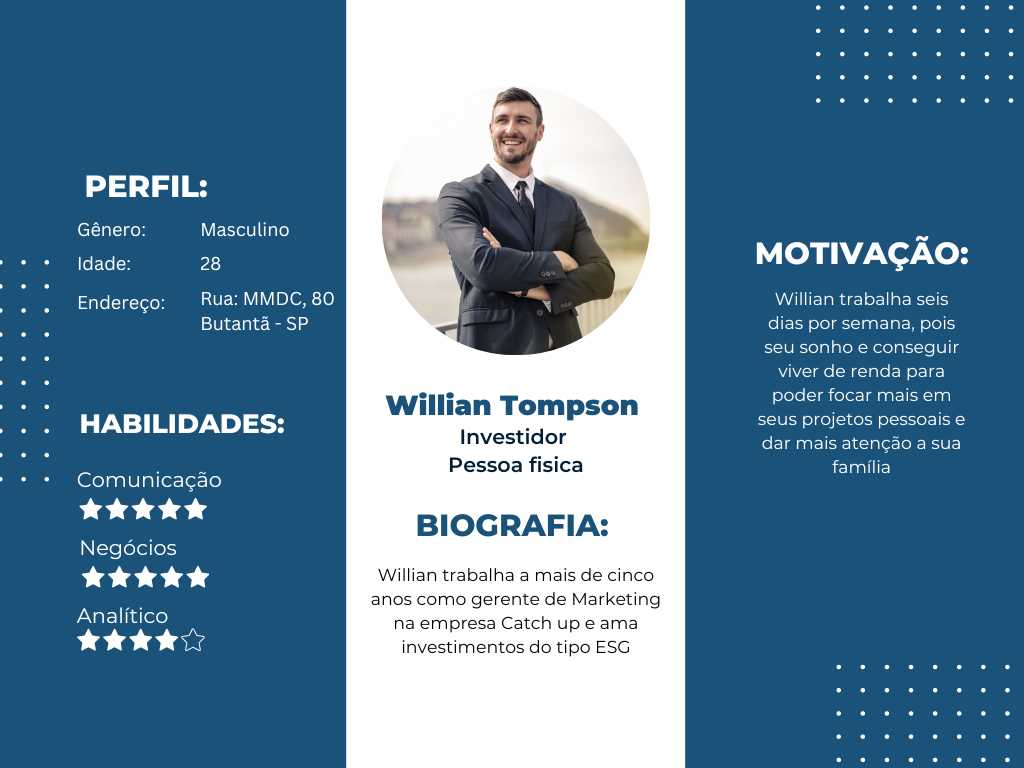 PERFIL:
Gênero: Masculino
Idade: 28
Endereço: Rua: MMDC, 80
Butantã - SP
HABILIDADES:
Comunicação
Negócios
Analítico
Willian Tompson
Investidor
Pessoa fisica
BIOGRAFIA:
Willian trabalha a mais de cinco
anos como gerente de Marketing
na empresa Catch up e ama
investimentos do tipo ESG
MOTIVAÇÃO:
Willian trabalha seis
dias por semana, pois
seu sonho e conseguir
viver de renda para
poder focar mais em
seus projetos pessoais e
dar mais atenção a sua
família